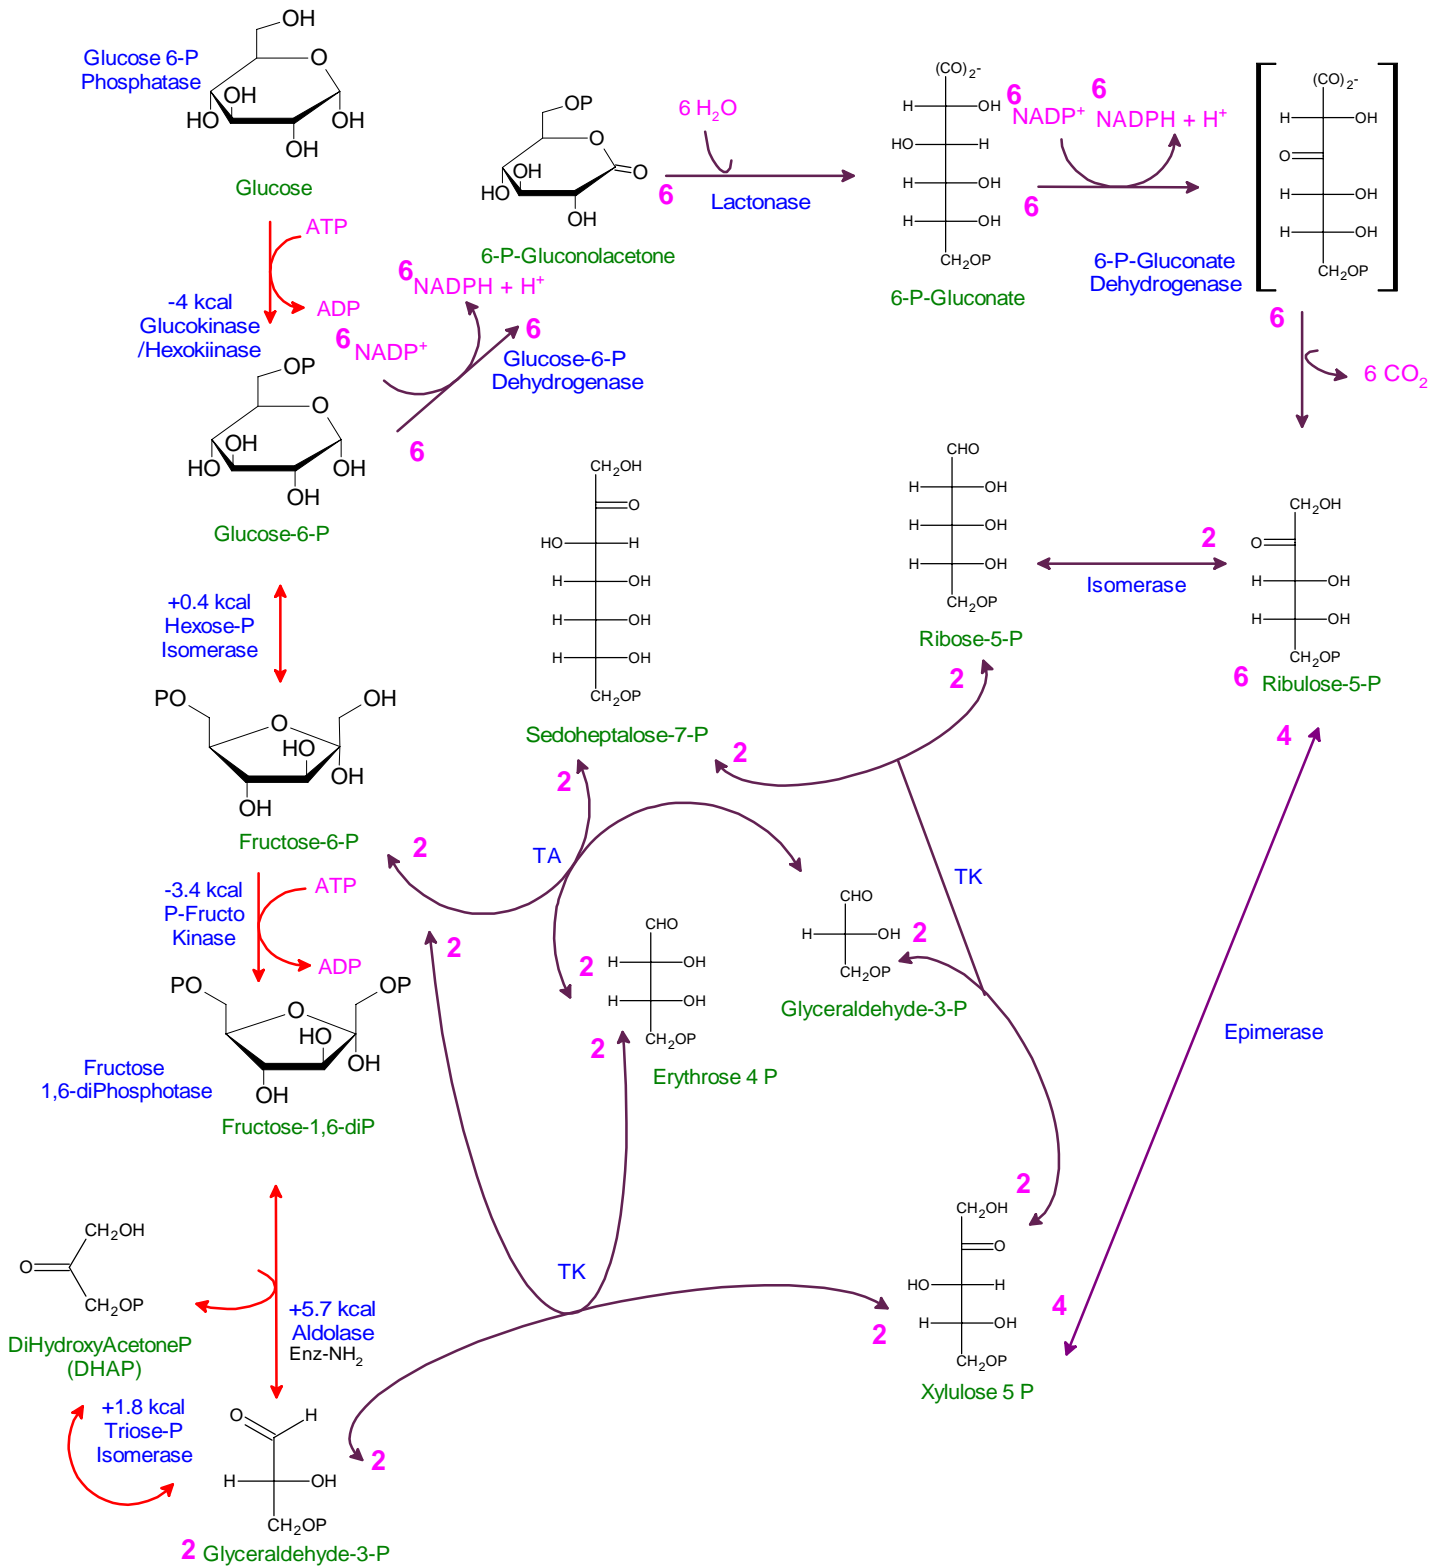 OH
Glucose 6-P
Phosphatase
O
OH
HO
OH
OH
Glucose
ATP
ADP
-4 kcal
Glucokinase
/Hexokiinase
OP
O
OH
HO
OH
OH
Glucose-6-P
6
NADP+
6
NADPH + H+
6
6
Glucose-6-P
Dehydrogenase
OP
O
O
OH
HO
OH
6-P-Gluconolacetone
6 H2O
6
Lactonase
(CO)2-
H
OH
HO
H
H
OH
H
OH
CH2OP
6-P-Gluconate
6
NADP+
6
NADPH + H+
6
6-P-Gluconate
Dehydrogenase
(CO)2-
H
OH
O
H
OH
H
OH
CH2OP
6
6 CO2
CH2OH
O
H
OH
H
OH
CH2OP
6
Ribulose-5-P
2
Isomerase
CHO
H
OH
H
OH
H
OH
CH2OP
Ribose-5-P
2
CH2OH
O
HO
H
H
OH
H
OH
H
OH
CH2OP
Sedoheptalose-7-P
2
2
+0.4 kcal
Hexose-P
Isomerase
PO
OH
O
HO
OH
OH
Fructose-6-P
2
TA
4
TK
-3.4 kcal
P-Fructo
Kinase
ATP
ADP
2
2
CHO
H
OH
H
OH
CH2OP
2
Erythrose 4 P
CHO
H
OH
2
CH2OP
Glyceraldehyde-3-P
Epimerase
PO
OP
O
HO
OH
OH
Fructose
1,6-diPhosphotase
Fructose-1,6-diP
2
CH2OH
O
HO
H
H
OH
CH2OP
Xylulose 5 P
4
2
TK
CH2OH
O
CH2OP
DiHydroxyAcetoneP
(DHAP)
+5.7 kcal
Aldolase
Enz-NH2
+1.8 kcal
Triose-P
Isomerase
O
H
H
OH
CH2OP
2
2 Glyceraldehyde-3-P